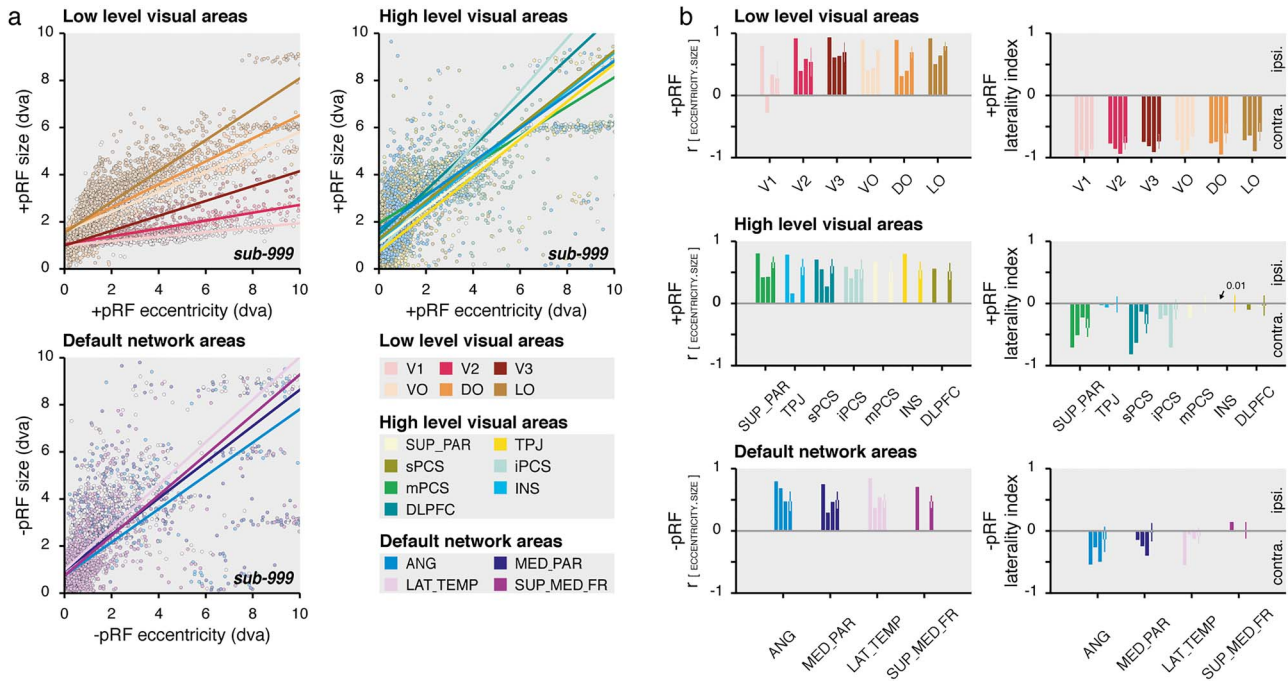 a
Low level visual areas
10
8
6
4
2
0
+pRF size (dva)
sub-999
0 2 4 6 8 10
+pRF eccentricity (dva)
High level visual areas
10
8
6
4
2
0
+pRF size (dva)
sub-999
0 2 4 6 8 10
+pRF eccentricity (dva)
Default network areas
10
8
6
4
2
0
-pRF size (dva)
sub-999
0 2 4 6 8 10
-pRF eccentricity (dva)
Low level visual areas
V1 V2 V3
VO DO LO
High level visual areas
SUP_PAR TPJ
sPCS iPCS
mPCS INS
DLPFC
Default network areas
ANG MED_PAR
LAT_TEMP SUP_MED_FR
b
Low level visual areas
1
0
-1
+pRF
r [ ECCENTRICITY.SIZE ]
V1 V2 V3 VO DO LO
1
0
-1
+pRF
laterality index
ipsi.
contra.
V1 V2 V3 VO DO LO
High level visual areas
1
0
-1
+pRF
r [ ECCENTRICITY.SIZE ]
SUP_PAR TPJ sPCS iPCS mPCS INS DLPFC
1
0
-1
+pRF
laterality index
ipsi.
contra.
0.01
SUP_PAR TPJ sPCS iPCS mPCS INS DLPFC
Default network areas
1
0
-1
-pRF
r [ ECCENTRICITY.SIZE ]
ANG MED_PAR LAT_TEMP SUP_MED_FR
1
0
-1
-pRF
laterality index
ipsi.
contra.
ANG MED_PAR LAT_TEMP SUP_MED_FR